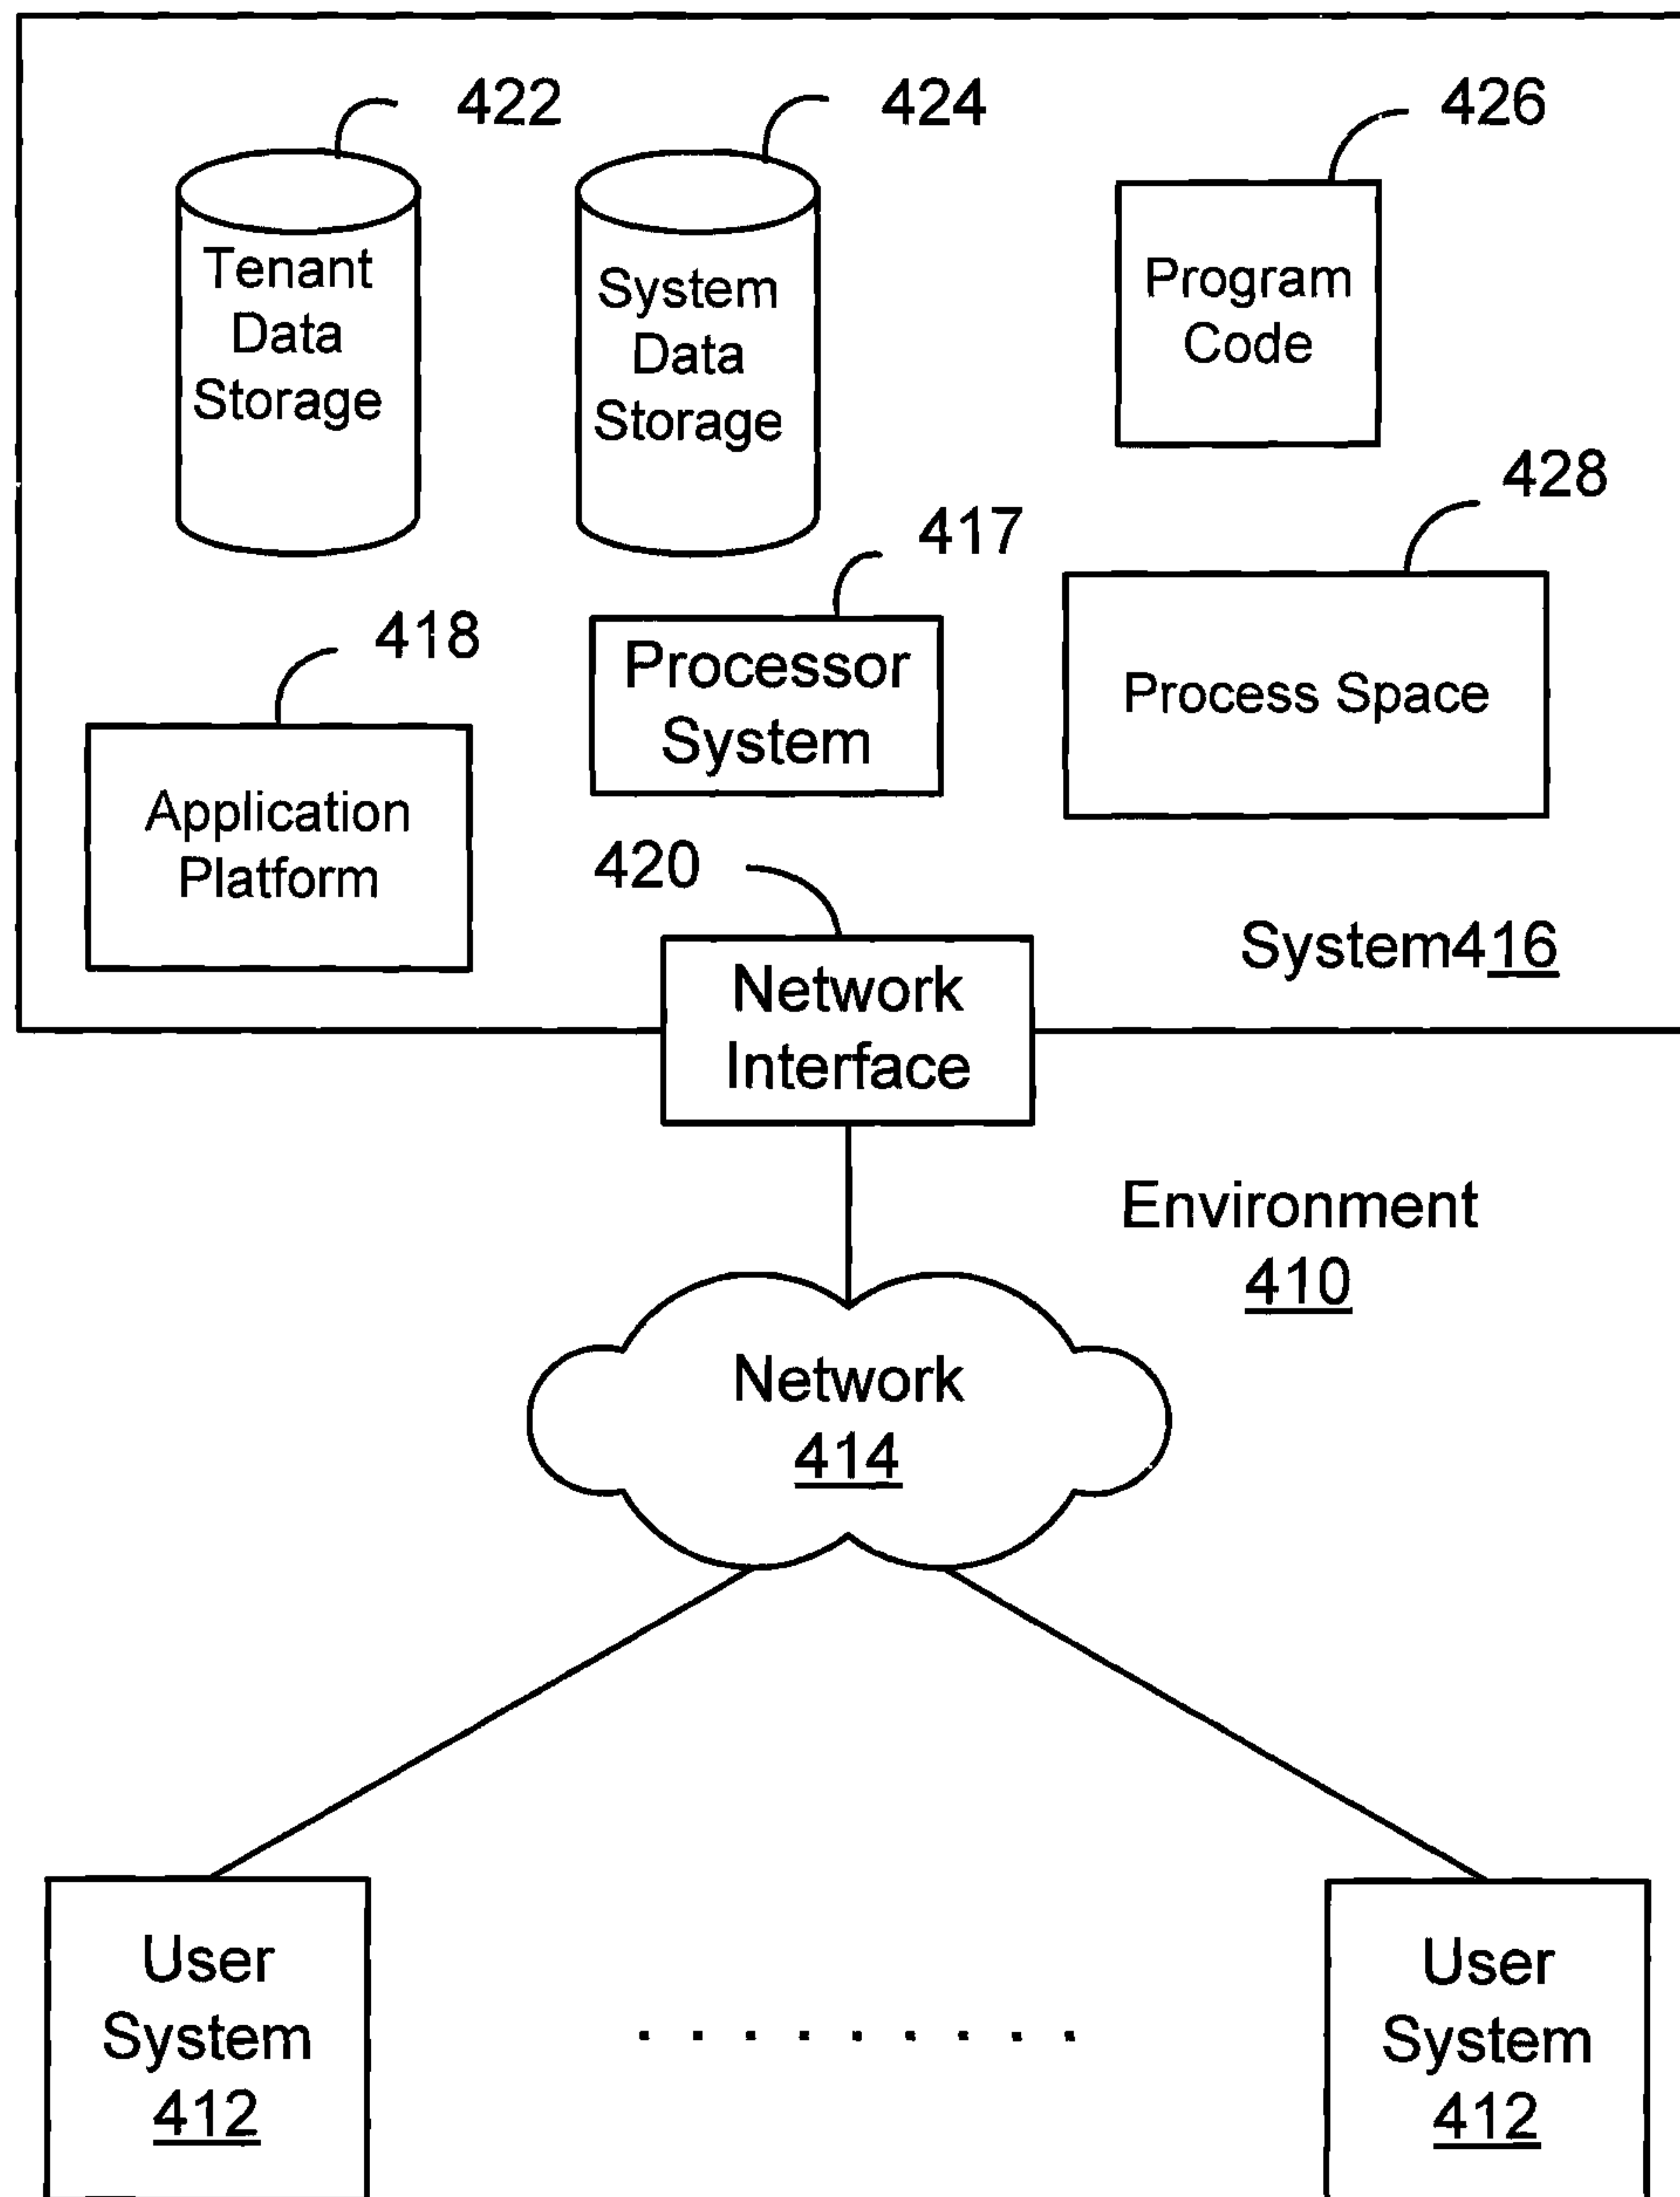 422
424
426
Tenant
Data
Storage
System
Data
Storage
Program
Code
428
417
418
Processor
System
Process Space
Application
Platform
420
System416
Network
Interface
Environment
410
Network
414
User
System
412
. . . . . . . . .
User
System
412